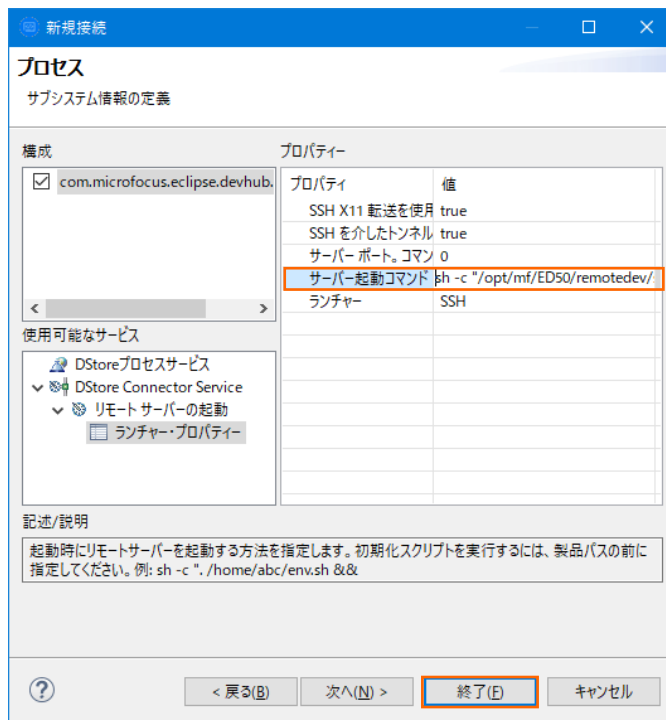 新規接続
プロセス
サブシステム情報の定義
構成
com.microfocus.eclipse.devhub.
プロパティー
プロパティ 値
SSH X11 転送を使用 true
SSH を介したトンネル true
サーバー ポート。コマン 0
サーバー起動コマンド sh -c "/opt/mf/ED50/remotedev/
ランチャー SSH
使用可能なサービス
DStoreプロセスサービス
DStore Connector Service
リモート サーバーの起動
ランチャー・プロパティー
記述/説明
起動時にリモートサーバーを起動する方法を指定します。初期化スクリプトを実行するには、製品パスの前に
指定してください。例: sh -c ". /home/abc/env.sh &&
< 戻る(B) 次へ(N) > 終了(F) キャンセル